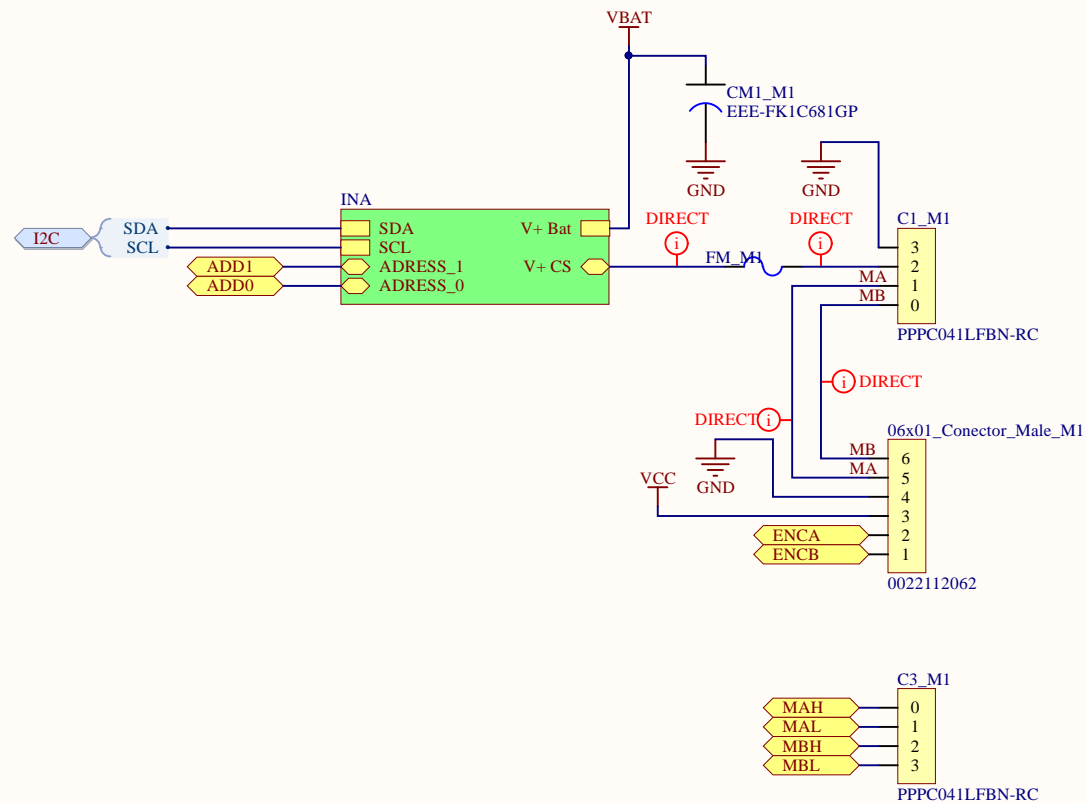 VBAT
CM1_M1
EEE-FK1C681GP
GND
GND
INA
I2C
SDA
SCL
SDA
SCL
ADRESS_1
ADRESS_0
V+ Bat
V+ CS
ADD1
ADD0
DIRECT
i
FM_M1
DIRECT
i
C1_M1
3
2
1
0
MA
MB
PPPC041LFBN-RC
i DIRECT
DIRECT i
06x01_Conector_Male_M1
MB
MA
6
5
4
3
2
1
GND
VCC
ENCA
ENCB
0022112062
C3_M1
MAH 0
MAL 1
MBH 2
MBL 3
PPPC041LFBN-RC